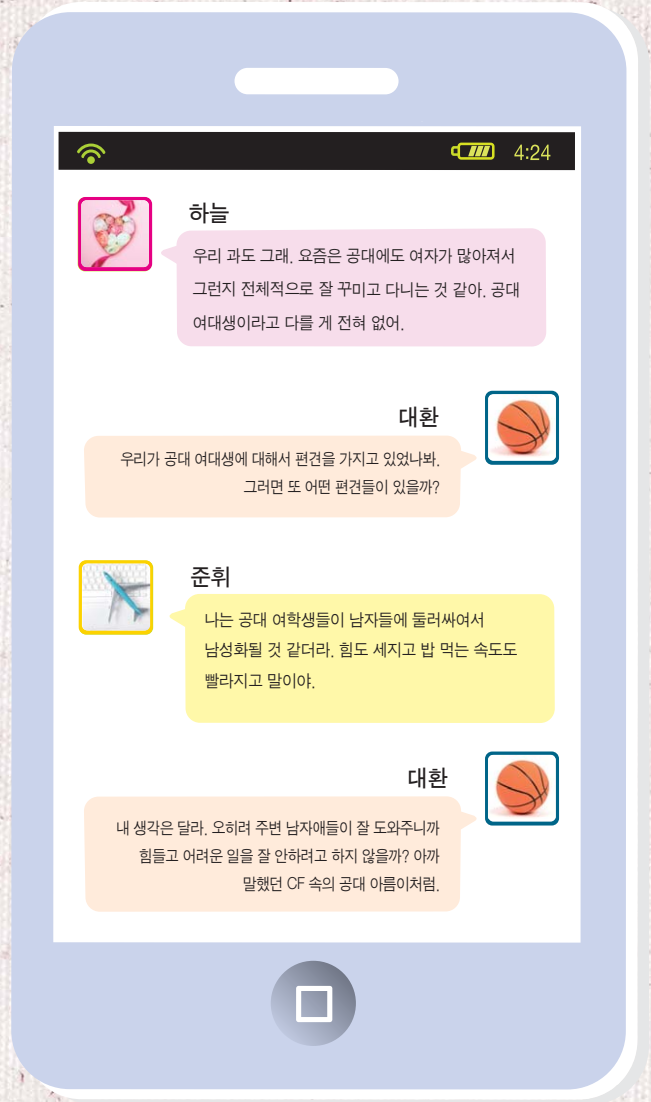 4:24
하늘
우리 과도 그래. 요즘은 공대에도 여자가 많아져서
그런지 전체적으로 잘 꾸미고 다니는 것 같아. 공대
여대생이라고 다를 게 전혀 없어.
대환
우리가 공대 여대생에 대해서 편견을 가지고 있었나봐.
그러면 또 어떤 편견들이 있을까?
준휘
나는 공대 여학생들이 남자들에 둘러싸여서
남성화될 것 같더라. 힘도 세지고 밥 먹는 속도도
빨라지고 말이야.
대환
내 생각은 달라. 오히려 주변 남자애들이 잘 도와주니까
힘들고 어려운 일을 잘 안하려고 하지 않을까? 아까
말했던 CF 속의 공대 아름이처럼.